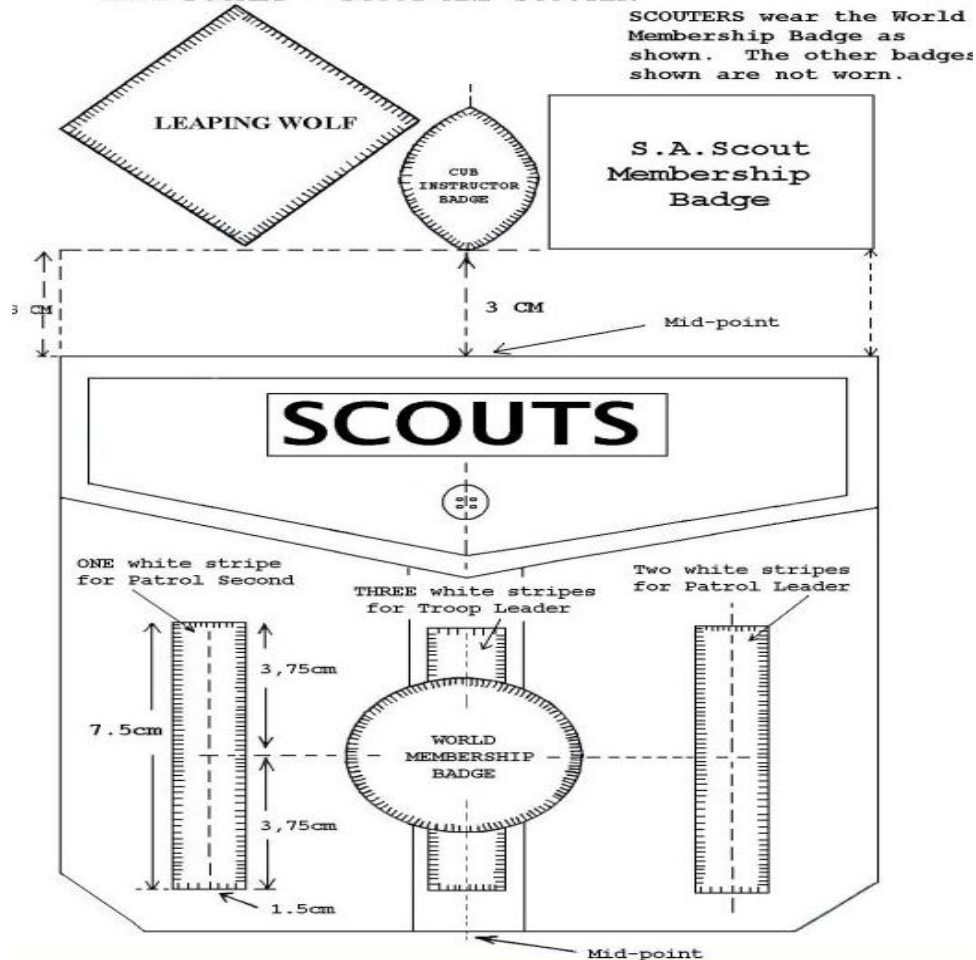 SCOUTERS wear the World
Membership Badge as
shown. The other badges
shown are not worn.
LEAPING WOLF
CUB
INSTRUCTOR
BADGE
S.A.Scout
Membership
Badge
CM
3 CM
Mid-point
SCOUTS
ONE white stripe
for Patrol Second
THREE white stripes
for Troop Leader
Two white stripes
for Patrol Leader
3,75cm
7.5cm
WORLD
MEMBERSHIP
BADGE
3,75cm
1.5cm
Mid-point